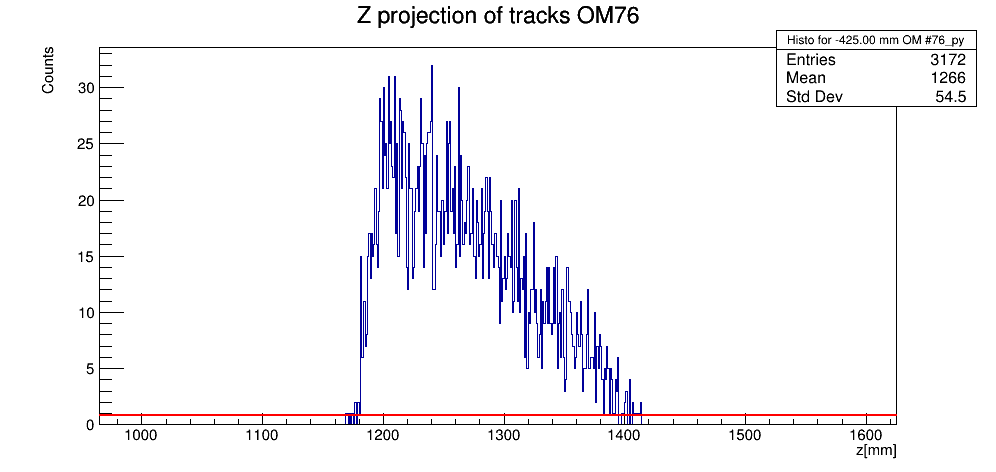 Z projection of tracks OM76
Histo for -425.00 mm OM #76_py
Entries 3172
Mean 1266
Std Dev 54.5
Counts
30
25
20
15
10
5
0
1000 1100 1200 1300 1400 1500 1600
z[mm]